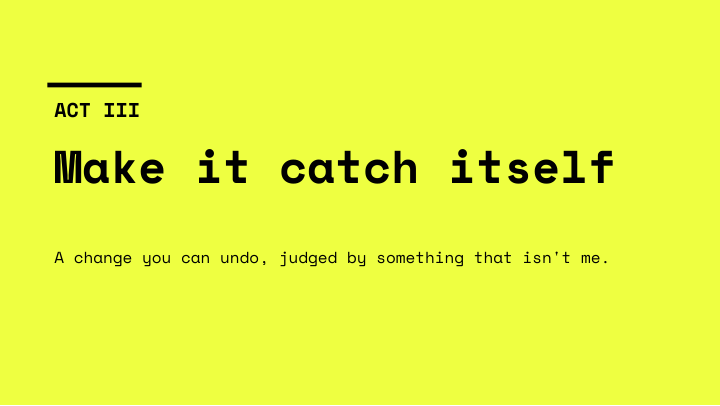 ACT III
Make it catch itself
A change you can undo, judged by something that isn't me.